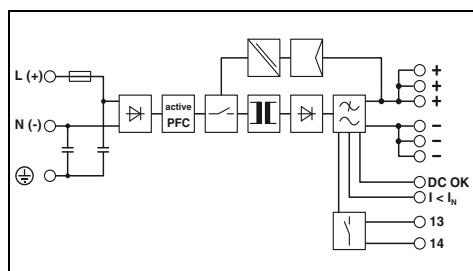 L (+)
N (-)
active
PFC
+
+
+
–
–
–
DC OK
I < IN
13
14